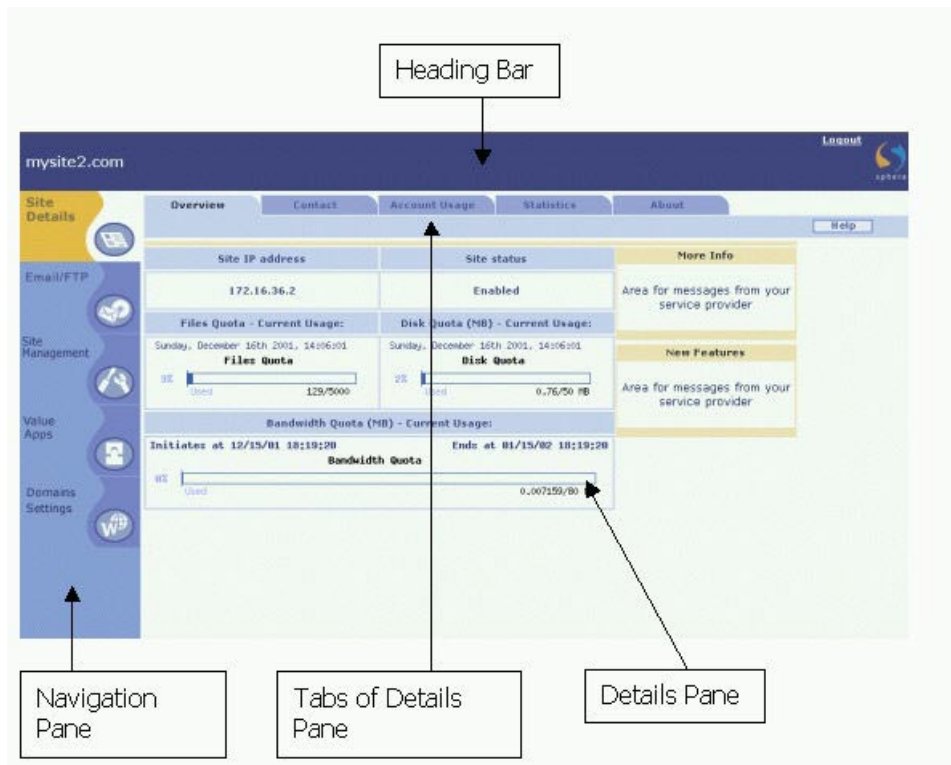 Heading Bar
Logout
mysite2.com
sphera
Site
Details
Overview
Contact
Account Usage
Statistics
About
Help
Site IP address
Site status
More Info
Email/FTP
172.16.36.2
Enabled
Area for messages from your
service provider
Files Quota - Current Usage:
Disk Quota (MB) - Current Usage:
Site
Management
Sunday, December 16th 2001, 14:06:01
Sunday, December 16th 2001, 14:06:01
New Features
Files Quota
Disk Quota
2%
Used
129/5000
Used
0.76/50 MB
Area for messages from your
service provider
Value
Apps
Bandwidth Quota (MB) - Current Usage:
Initiates at 12/15/01 18:19:20
Ends at 01/15/02 18:19:20
Bandwidth Quota
0%
Used
0.007159/80
Domains
Settings
Navigation
Pane
Tabs of Details
Pane
Details Pane